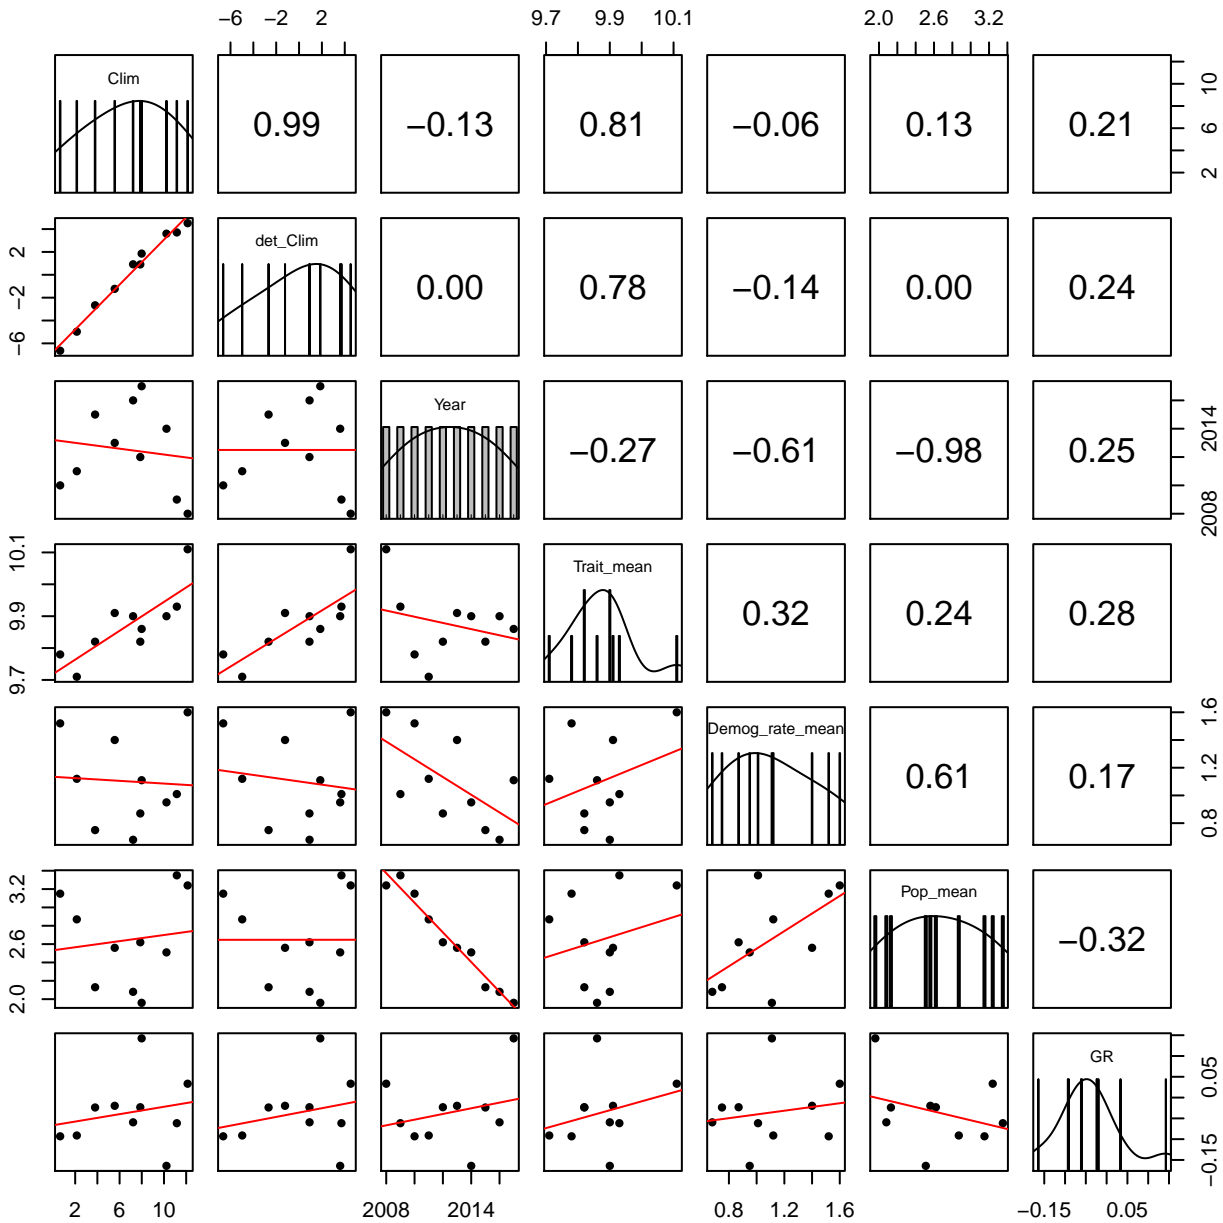 −6 −2 2 9.7 9.9 10.1 2.0 2.6 3.2
Clim 0.99 −0.13 0.81 −0.06 0.13 0.21 2 6 10
−6 −2 2 det_Clim 0.00 0.78 −0.14 0.00 0.24
Year −0.27 −0.61 −0.98 0.25 2008 2014
9.7 9.9 10.1 Trait_mean 0.32 0.24 0.28
Demog_rate_mean 0.61 0.17 0.8 1.2 1.6
2.0 2.6 3.2 Pop_mean −0.32
GR −0.15 0.05
2 6 10 2008 2014 0.8 1.2 1.6 −0.15 0.05